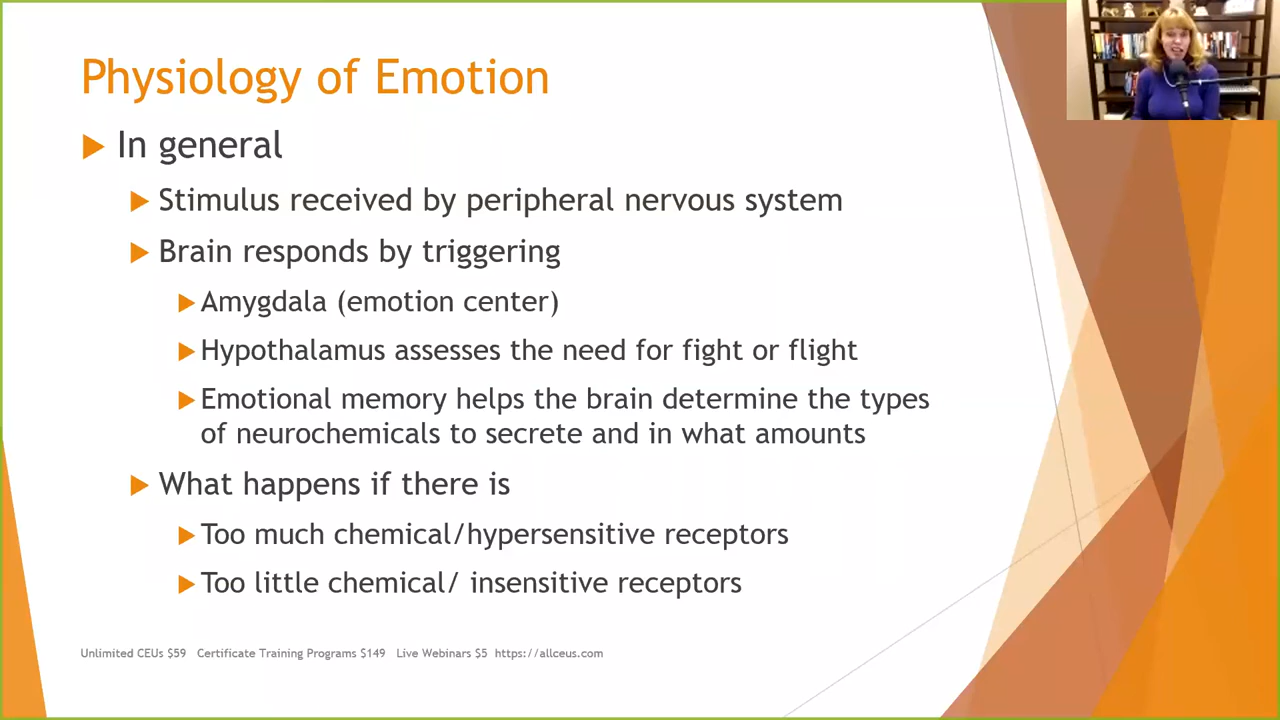 Physiology of Emotion
In general
Stimulus received by peripheral nervous system
Brain responds by triggering
Amygdala (emotion center)
Hypothalamus assesses the need for fight or flight
Emotional memory helps the brain determine the types
of neurochemicals to secrete and in what amounts
What happens if there is
Too much chemical/hypersensitive receptors
Too little chemical/ insensitive receptors
Unlimited CEUs $59 Certificate Training Programs $149 Live Webinars $5 https://allceus.com